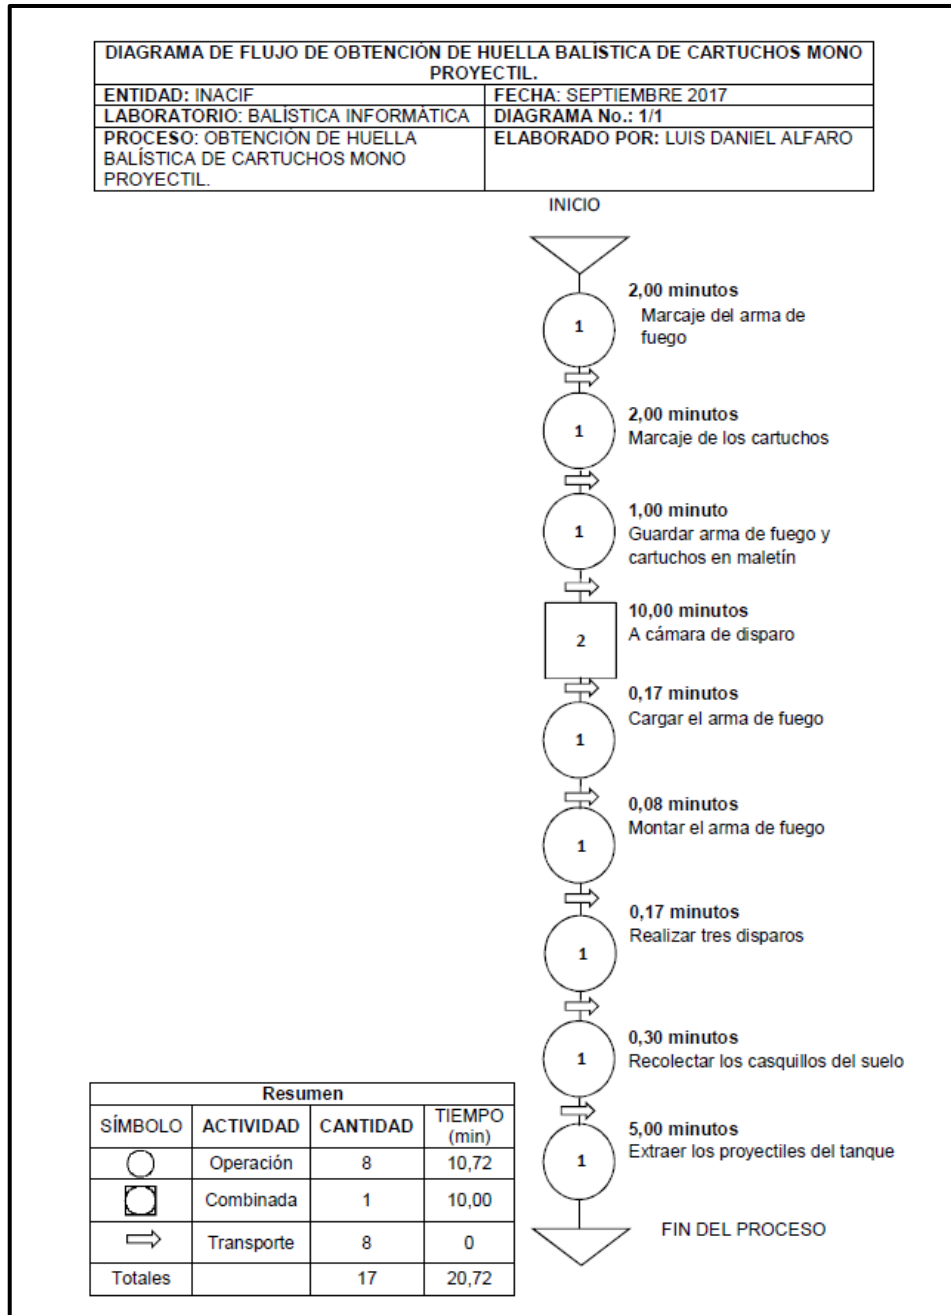 DIAGRAMA DE FLUJO DE OBTENCIÓN DE HUELLA BALÍSTICA DE CARTUCHOS MONO
PROYECTIL.
ENTIDAD: INACIF
FECHA: SEPTIEMBRE 2017
LABORATORIO: BALÍSTICA INFORMÁTICA
DIAGRAMA No.: 1/1
PROCESO: OBTENCIÓN DE HUELLA
BALÍSTICA DE CARTUCHOS MONO
PROYECTIL.
ELABORADO POR: LUIS DANIEL ALFARO
INICIO
1
2,00 minutos
Marcaje del arma de
fuego
1
2,00 minutos
Marcaje de los cartuchos
1
1,00 minuto
Guardar arma de fuego y
cartuchos en maletín
2
10,00 minutos
A cámara de disparo
1
0,17 minutos
Cargar el arma de fuego
1
0,08 minutos
Montar el arma de fuego
1
0,17 minutos
Realizar tres disparos
1
0,30 minutos
Recolectar los casquillos del suelo
1
5,00 minutos
Extraer los proyectiles del tanque
FIN DEL PROCESO
Resumen
SÍMBOLO ACTIVIDAD CANTIDAD TIEMPO
(min)
Operación 8 10,72
Combinada 1 10,00
Transporte 8 0
Totales 17 20,72